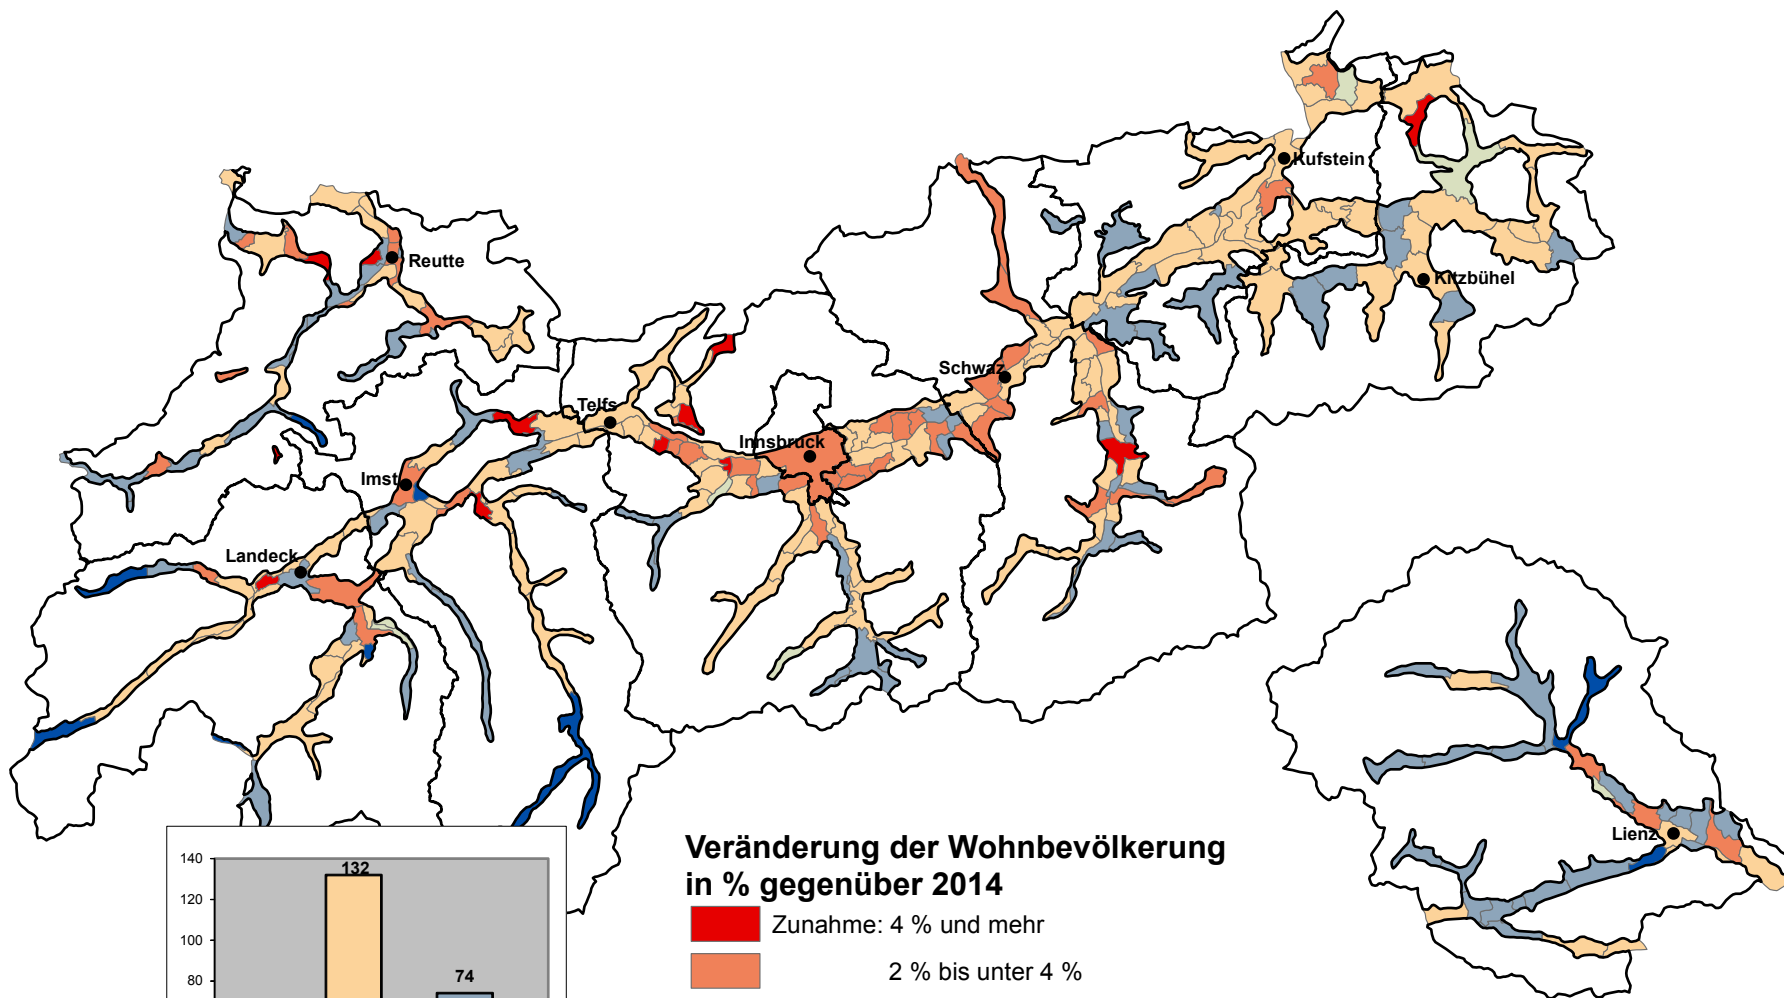 Kufstein
Reutte
Kitzbühel
Schwaz
Telfs
Innsbruck
Imst
Landeck
Lienz
140
132
120
100
80
74
Veränderung der Wohnbevölkerung
in % gegenüber 2014
Zunahme: 4 % und mehr
2 % bis unter 4 %